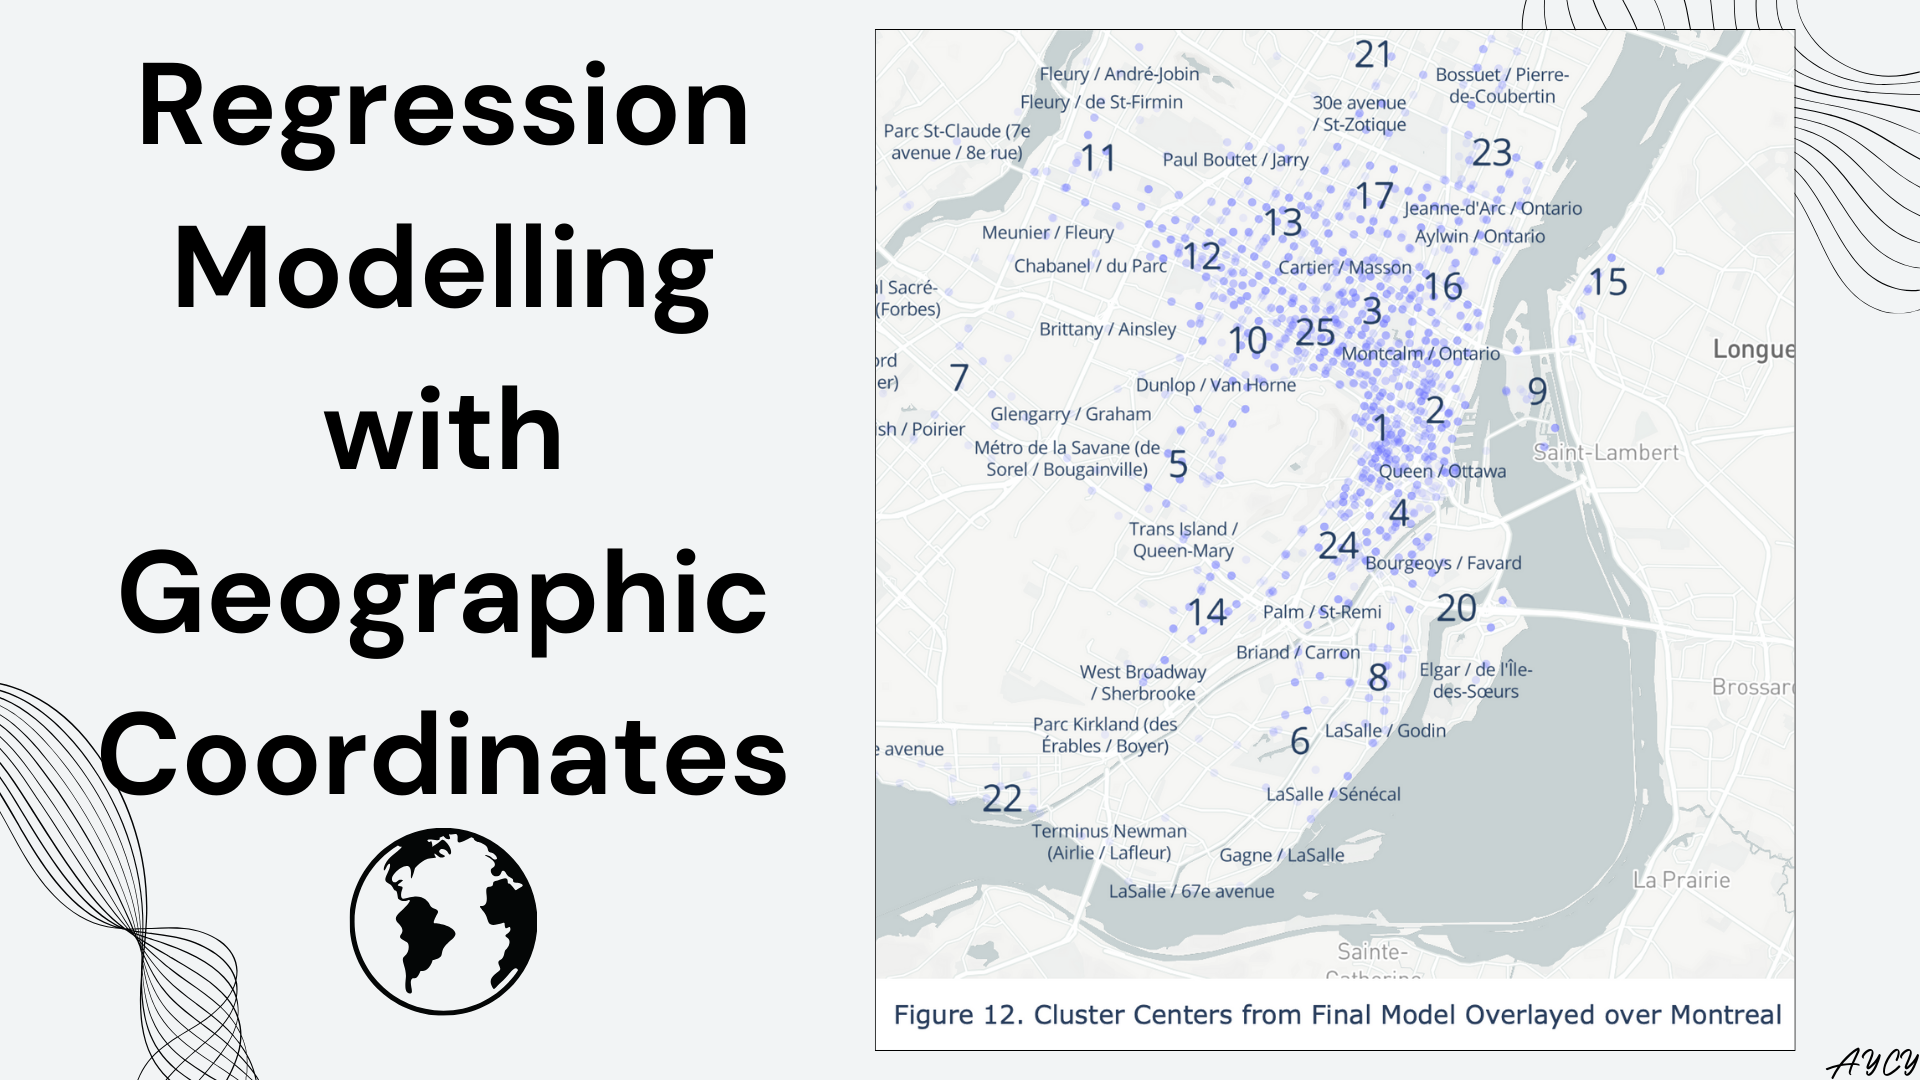 Regression
Modelling
with
Geographic
Coordinates
21
Fleury / André-Jobin
Bossuet / Pierre-
de-Coubertin
Fleury / de St-Firmin
30e avenue
/ St-Zotique
Parc St-Claude (7e
avenue / 8e rue)
11
Paul Boutet / Jarry
23
17
Jeanne-d'Arc / Ontario
13
Meunier / Fleury
Aylwin / Ontario
12
Chabanel / du Parc
Cartier / Masson
16
15
al Sacré-
(Forbes)
3
Brittany / Ainsley
10
25
Montcalm / Ontario
Longue
ord
er)
7
Dunlop / Van Horne
9
Glengarry / Graham
2
1
sh / Poirier
Métro de la Savane (de
Sorel / Bougainville)
5
Saint-Lambert
Queen / Ottawa
4
Trans Island /
Queen-Mary
24
Bourgeoys / Favard
14
Palm / St-Remi
20
Briand / Carron
West Broadway
/ Sherbrooke
8
Elgar / de l'Île-
des-Sœurs
Brossard
Parc Kirkland (des
Érables / Boyer)
6
LaSalle / Godin
e avenue
22
LaSalle / Sénécal
Terminus Newman
(Airlie / Lafleur)
Gagne / LaSalle
LaSalle / 67e avenue
La Prairie
Sainte-
Catherine
Figure 12. Cluster Centers from Final Model Overlayed over Montreal
AYCY